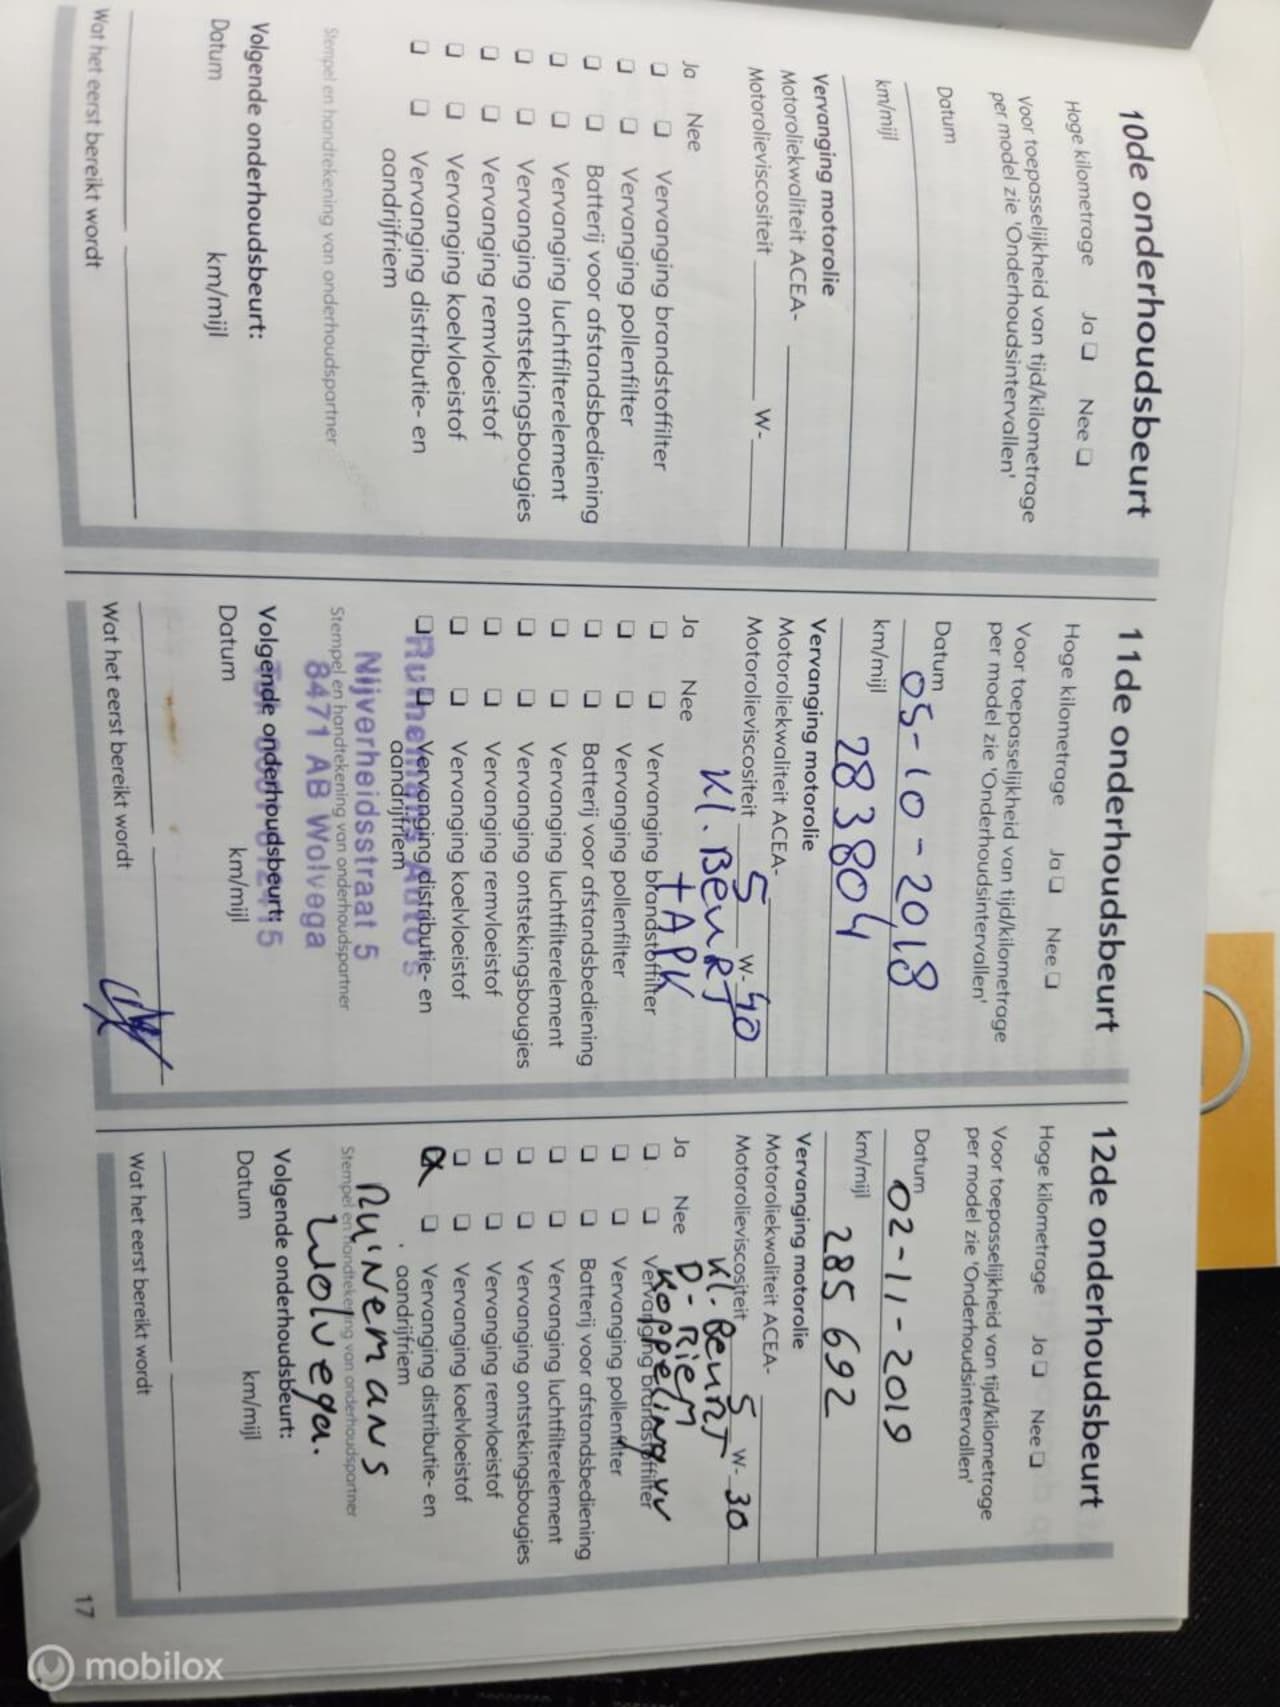 10de onderhoudsbeurt
Hoge kilometrage Ja Nee
Voor toepasselijkheid van tijd/kilometrage
per model zie 'Onderhoudsintervallen'
Datum
km/mijl
Vervanging motorolie
Motoroliekwaliteit ACEA-
Motorolieviscositeit W-
Ja Nee
Vervanging brandstoffilter
Vervanging pollenfilter
Batterij voor afstandsbediening
Vervanging luchtfilterelement
Vervanging ontstekingsbougies
Vervanging remvloeistof
Vervanging koelvloeistof
Vervanging distributie- en
aandrijfriem
Stempel en handtekening van onderhoudspartner
Volgende onderhoudsbeurt:
Datum km/mijl
Wat het eerst bereikt wordt
11de onderhoudsbeurt
Hoge kilometrage Ja Nee
Voor toepasselijkheid van tijd/kilometrage
per model zie 'Onderhoudsintervallen'
Datum
05-10-2018
km/mijl
283804
Vervanging motorolie
Motoroliekwaliteit ACEA-
Motorolieviscositeit 5 W-40
Kl. Beurt
+ APK
Ja Nee
Vervanging brandstoffilter
Vervanging pollenfilter
Batterij voor afstandsbediening
Vervanging luchtfilterelement
Vervanging ontstekingsbougies
Vervanging remvloeistof
Vervanging koelvloeistof
Vervanging distributie- en
aandrijfriem
Nijverheidsstraat 5
Stempel en handtekening van onderhoudspartner
8471 AB Wolvega
Volgende onderhoudsbeurt:
Datum km/mijl
Wat het eerst bereikt wordt
12de onderhoudsbeurt
Hoge kilometrage Ja Nee
Voor toepasselijkheid van tijd/kilometrage
per model zie 'Onderhoudsintervallen'
Datum
02-11-2019
km/mijl
285692
Vervanging motorolie
Motoroliekwaliteit ACEA-
Motorolieviscositeit 5 W-30
Kl. Beurt
D-Riem
Koppeling vv
Ja Nee
Vervanging brandstoffilter
Vervanging pollenfilter
Batterij voor afstandsbediening
Vervanging luchtfilterelement
Vervanging ontstekingsbougies
Vervanging remvloeistof
Vervanging koelvloeistof
Vervanging distributie- en
aandrijfriem
Ruinemans
Stempel en handtekening van onderhoudspartner
Wolvega.
Volgende onderhoudsbeurt:
Datum km/mijl
Wat het eerst bereikt wordt
17
mobilox